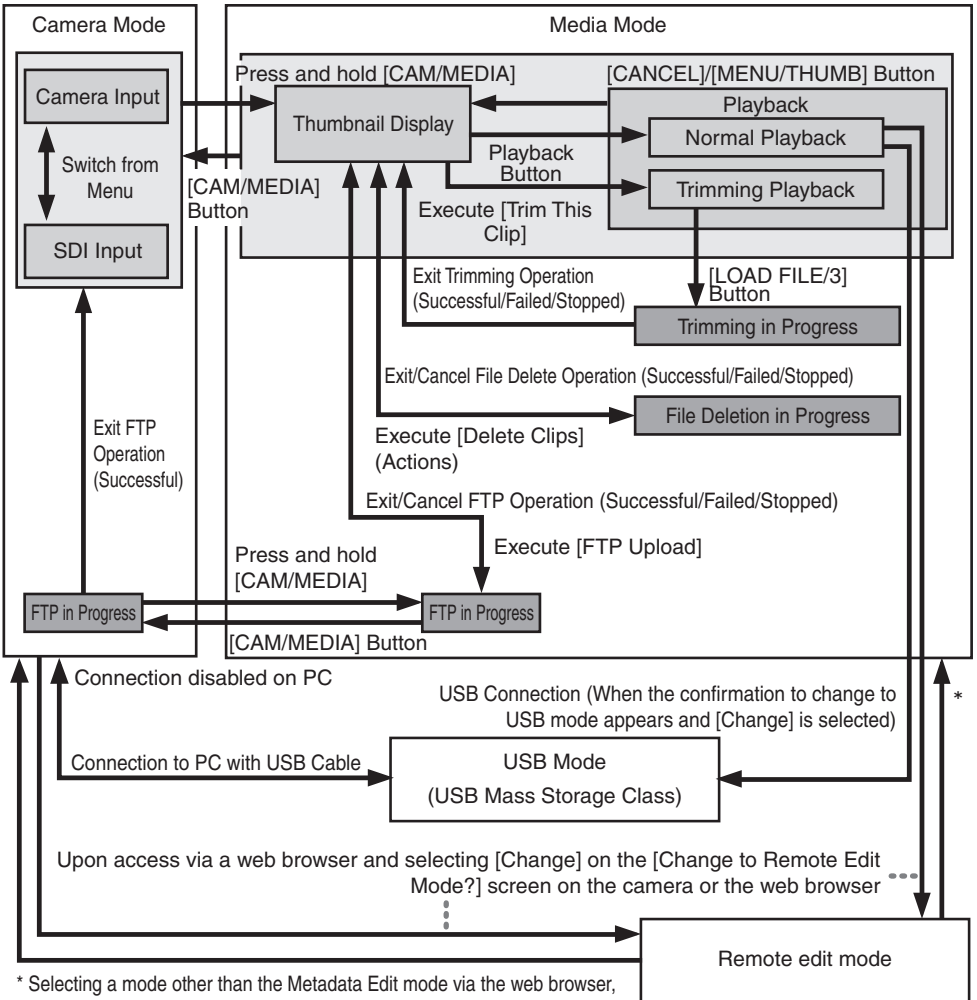 Camera Mode
Media Mode
Press and hold [CAM/MEDIA]
[CANCEL]/[MENU/THUMB] Button
Camera Input
Thumbnail Display
Playback
Normal Playback
Switch from
Menu
Playback
Button
Trimming Playback
[CAM/MEDIA]
Button
Execute [Trim This
Clip]
SDI Input
Exit Trimming Operation
(Successful/Failed/Stopped)
[LOAD FILE/3]
Button
Trimming in Progress
Exit/Cancel File Delete Operation (Successful/Failed/Stopped)
File Deletion in Progress
Exit FTP
Operation
(Successful)
Execute [Delete Clips]
(Actions)
Exit/Cancel FTP Operation (Successful/Failed/Stopped)
Execute [FTP Upload]
Press and hold
[CAM/MEDIA]
FTP in Progress
FTP in Progress
[CAM/MEDIA] Button
Connection disabled on PC
USB Connection (When the confirmation to change to
USB mode appears and [Change] is selected)
*
Connection to PC with USB Cable
USB Mode
(USB Mass Storage Class)
Upon access via a web browser and selecting [Change] on the [Change to Remote Edit
Mode?] screen on the camera or the web browser
Remote edit mode
* Selecting a mode other than the Metadata Edit mode via the web browser,